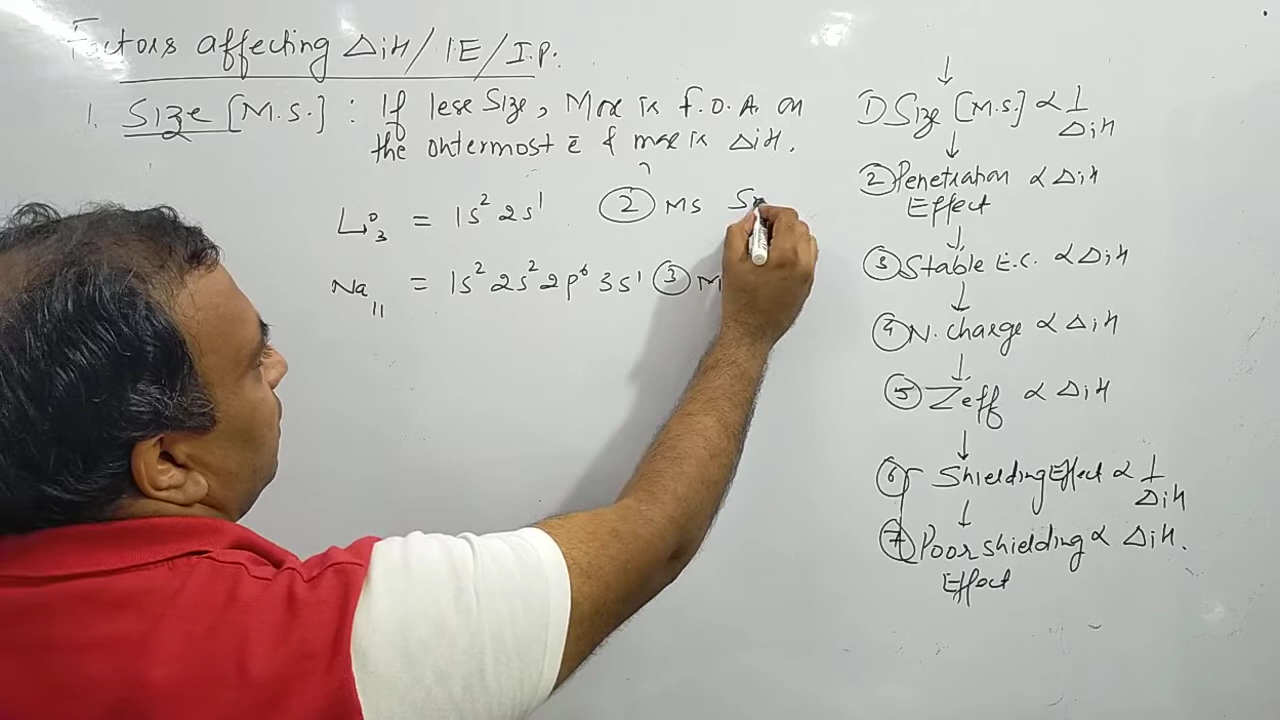 Factors affecting ΔiH / IE / I.P.
1. Size [M.S.] : If less Size, Max is f.O.A. on
the outermost ē & max is ΔiH.
Li₃ = 1s² 2s¹ ② MS
Na₁₁ = 1s² 2s² 2p⁶ 3s¹ ③
① Size [M.S.] ∝ 1/ΔiH
↓
② Penetration ∝ ΔiH
Effect
↓
③ Stable E.C. ∝ ΔiH
↓
④ N. charge ∝ ΔiH
↓
⑤ Zeff ∝ ΔiH
↓
⑥ Shielding Effect ∝ 1/ΔiH
↓
⑦ Poor shielding ∝ ΔiH.
Effect